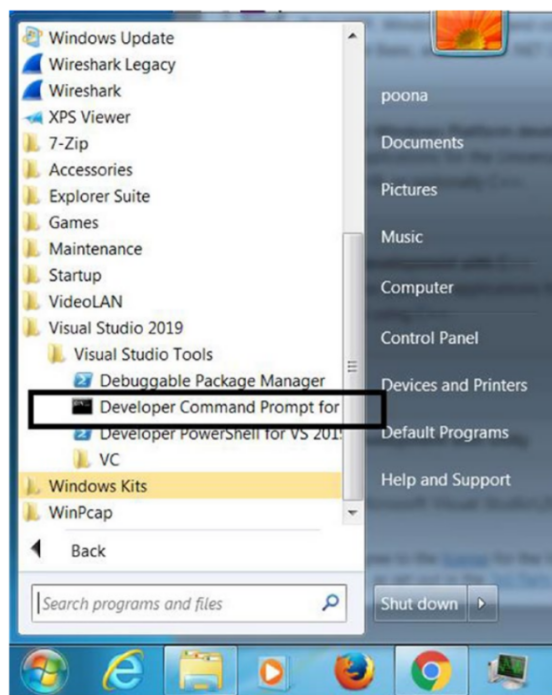 Windows Update
Wireshark Legacy
Wireshark
XPS Viewer
7-Zip
Accessories
Explorer Suite
Games
Maintenance
Startup
VideoLAN
Visual Studio 2019
Visual Studio Tools
Debuggable Package Manager
Developer Command Prompt for
Developer PowerShell for VS 201
VC
Windows Kits
WinPcap
Back
Search programs and files
poona
Documents
Pictures
Music
Computer
Control Panel
Devices and Printers
Default Programs
Help and Support
Shut down